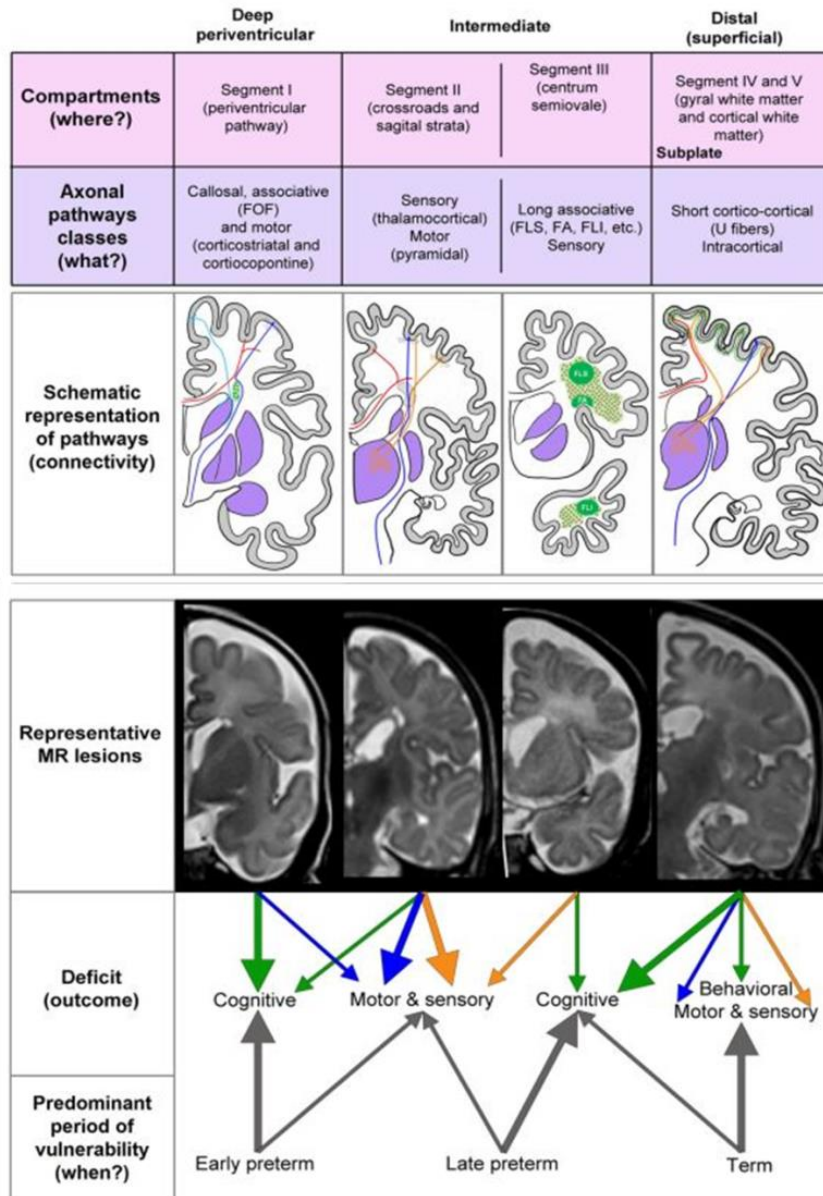 Deep
periventricular
Intermediate
Distal
(superficial)
Compartments
(where?)
Segment I
(periventricular
pathway)
Segment II
(crossroads and
sagital strata)
Segment III
(centrum
semiovale)
Segment IV and V
(gyral white matter
and cortical white
matter)
Subplate
Axonal
pathways
classes
(what?)
Callosal, associative
(FOF)
and motor
(corticostriatal and
cortiocopontine)
Sensory
(thalamocortical)
Motor
(pyramidal)
Long associative
(FLS, FA, FLI, etc.)
Sensory
Short cortico-cortical
(U fibers)
Intracortical
Schematic
representation
of pathways
(connectivity)
FLS
FA
FLI
Representative
MR lesions
Deficit
(outcome)
Cognitive
Motor & sensory
Cognitive
Behavioral
Motor & sensory
Predominant
period of
vulnerability
(when?)
Early preterm
Late preterm
Term